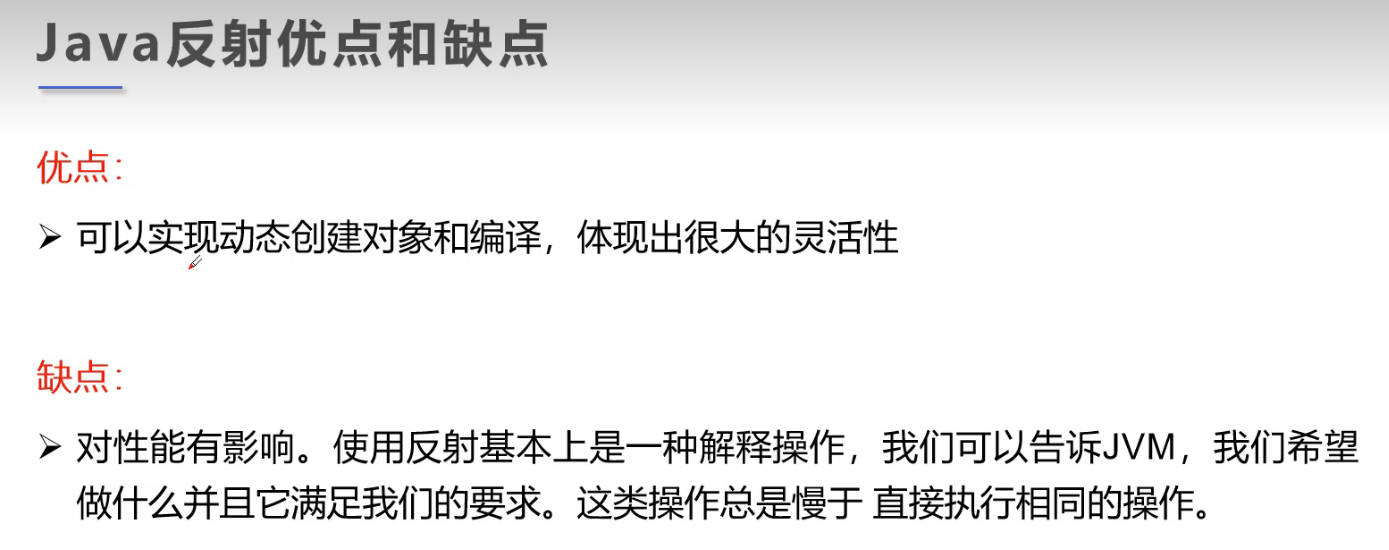 Java反射优点和缺点
优点：
可以实现动态创建对象和编译，体现出很大的灵活性
缺点：
对性能有影响。使用反射基本上是一种解释操作，我们可以告诉JVM，我们希望
做什么并且它满足我们的要求。这类操作总是慢于 直接执行相同的操作。